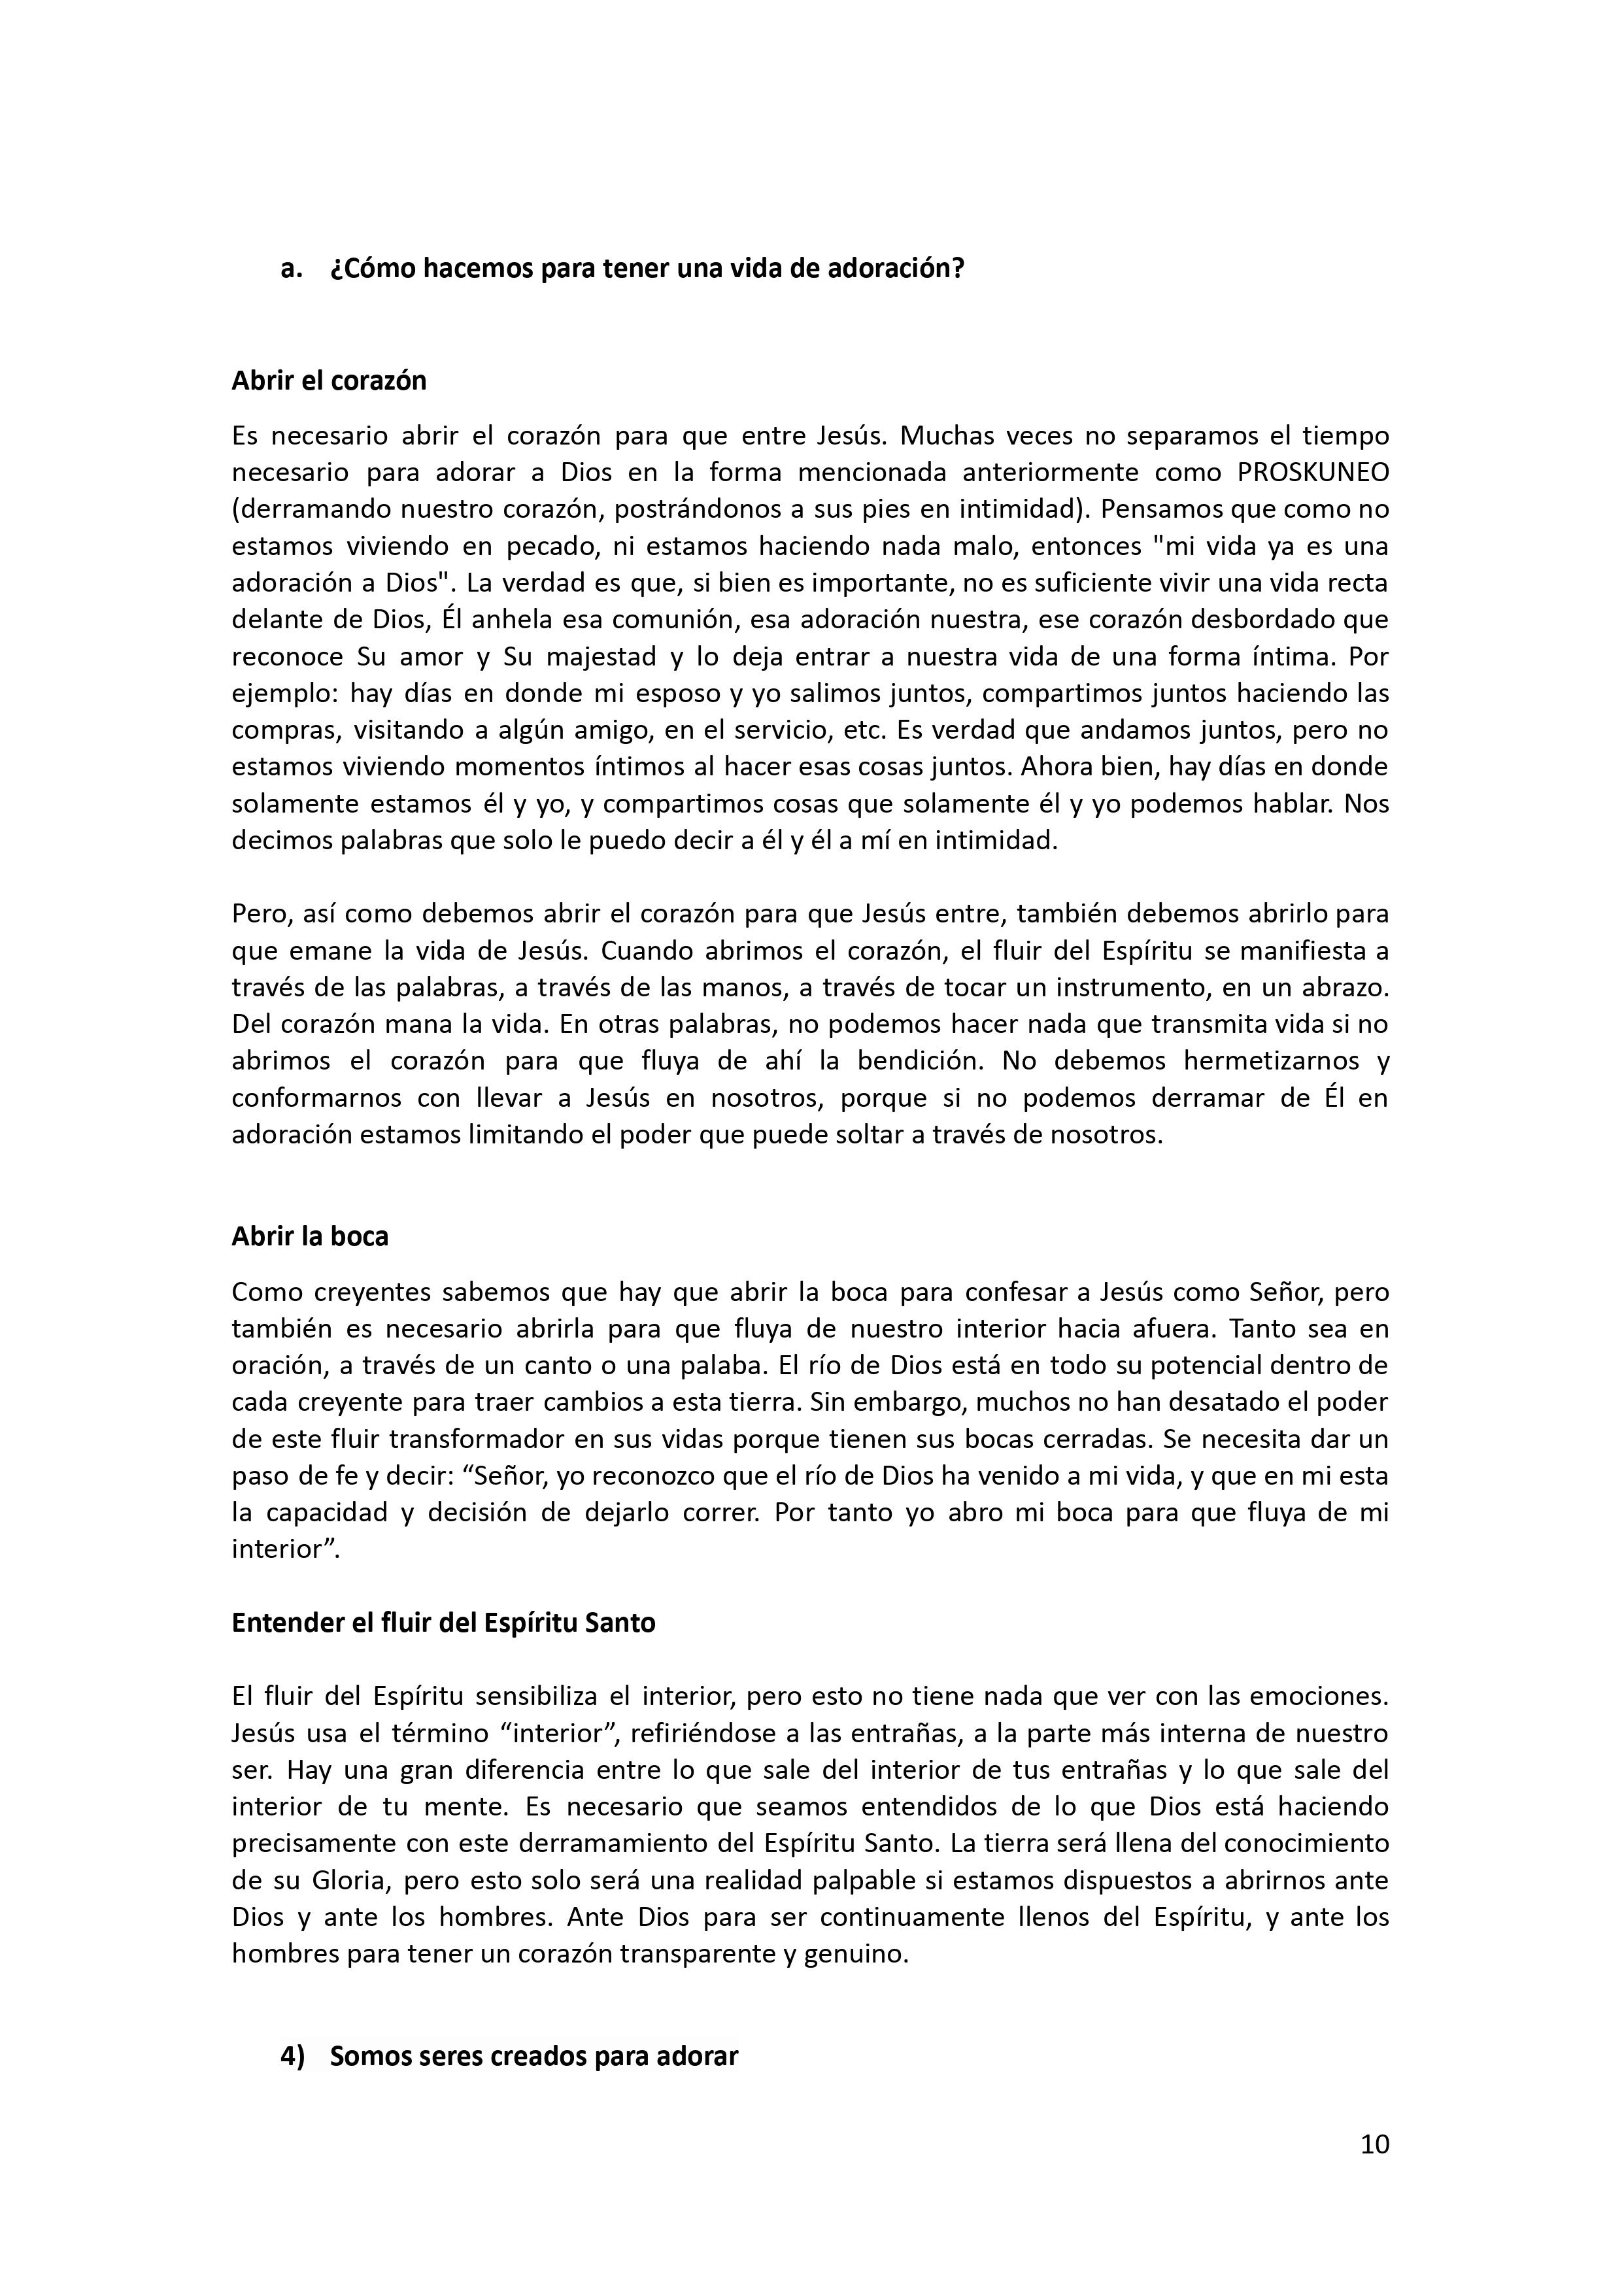 a. ¿Cómo hacemos para tener una vida de adoración?
Abrir el corazón
Es necesario abrir el corazón para que entre Jesús. Muchas veces no separamos el tiempo
necesario para adorar a Dios en la forma mencionada anteriormente como PROSKUNEO
(derramando nuestro corazón, postrándonos a sus pies en intimidad). Pensamos que como no
estamos viviendo en pecado, ni estamos haciendo nada malo, entonces "mi vida ya es una
adoración a Dios". La verdad es que, si bien es importante, no es suficiente vivir una vida recta
delante de Dios, Él anhela esa comunión, esa adoración nuestra, ese corazón desbordado que
reconoce Su amor y Su majestad y lo deja entrar a nuestra vida de una forma íntima. Por
ejemplo: hay días en donde mi esposo y yo salimos juntos, compartimos juntos haciendo las
compras, visitando a algún amigo, en el servicio, etc. Es verdad que andamos juntos, pero no
estamos viviendo momentos íntimos al hacer esas cosas juntos. Ahora bien, hay días en donde
solamente estamos él y yo, y compartimos cosas que solamente él y yo podemos hablar. Nos
decimos palabras que solo le puedo decir a él y él a mí en intimidad.
Pero, así como debemos abrir el corazón para que Jesús entre, también debemos abrirlo para
que emane la vida de Jesús. Cuando abrimos el corazón, el fluir del Espíritu se manifiesta a
través de las palabras, a través de las manos, a través de tocar un instrumento, en un abrazo.
Del corazón mana la vida. En otras palabras, no podemos hacer nada que transmita vida si no
abrimos el corazón para que fluya de ahí la bendición. No debemos hermetizarnos y
conformarnos con llevar a Jesús en nosotros, porque si no podemos derramar de Él en
adoración estamos limitando el poder que puede soltar a través de nosotros.
Abrir la boca
Como creyentes sabemos que hay que abrir la boca para confesar a Jesús como Señor, pero
también es necesario abrirla para que fluya de nuestro interior hacia afuera. Tanto sea en
oración, a través de un canto o una palaba. El río de Dios está en todo su potencial dentro de
cada creyente para traer cambios a esta tierra. Sin embargo, muchos no han desatado el poder
de este fluir transformador en sus vidas porque tienen sus bocas cerradas. Se necesita dar un
paso de fe y decir: “Señor, yo reconozco que el río de Dios ha venido a mi vida, y que en mi esta
la capacidad y decisión de dejarlo correr. Por tanto yo abro mi boca para que fluya de mi
interior”.
Entender el fluir del Espíritu Santo
El fluir del Espíritu sensibiliza el interior, pero esto no tiene nada que ver con las emociones.
Jesús usa el término “interior”, refiriéndose a las entrañas, a la parte más interna de nuestro
ser. Hay una gran diferencia entre lo que sale del interior de tus entrañas y lo que sale del
interior de tu mente. Es necesario que seamos entendidos de lo que Dios está haciendo
precisamente con este derramamiento del Espíritu Santo. La tierra será llena del conocimiento
de su Gloria, pero esto solo será una realidad palpable si estamos dispuestos a abrirnos ante
Dios y ante los hombres. Ante Dios para ser continuamente llenos del Espíritu, y ante los
hombres para tener un corazón transparente y genuino.
4) Somos seres creados para adorar
10